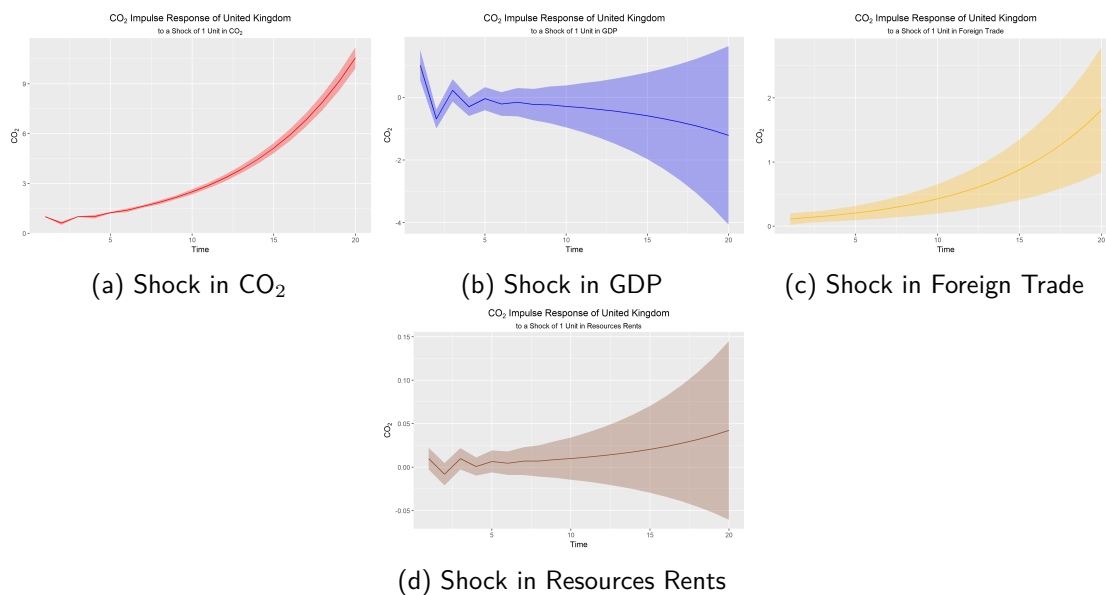 CO₂ Impulse Response of United Kingdom
to a Shock of 1 Unit in CO₂
CO₂
9
6
3
0
5
10
15
20
Time
(a) Shock in CO₂
CO₂ Impulse Response of United Kingdom
to a Shock of 1 Unit in GDP
CO₂
0
-2
-4
5
10
15
20
Time
(b) Shock in GDP
CO₂ Impulse Response of United Kingdom
to a Shock of 1 Unit in Foreign Trade
CO₂
2
1
0
5
10
15
20
Time
(c) Shock in Foreign Trade
CO₂ Impulse Response of United Kingdom
to a Shock of 1 Unit in Resources Rents
CO₂
0.15
0.10
0.05
0.00
-0.05
5
10
15
20
Time
(d) Shock in Resources Rents